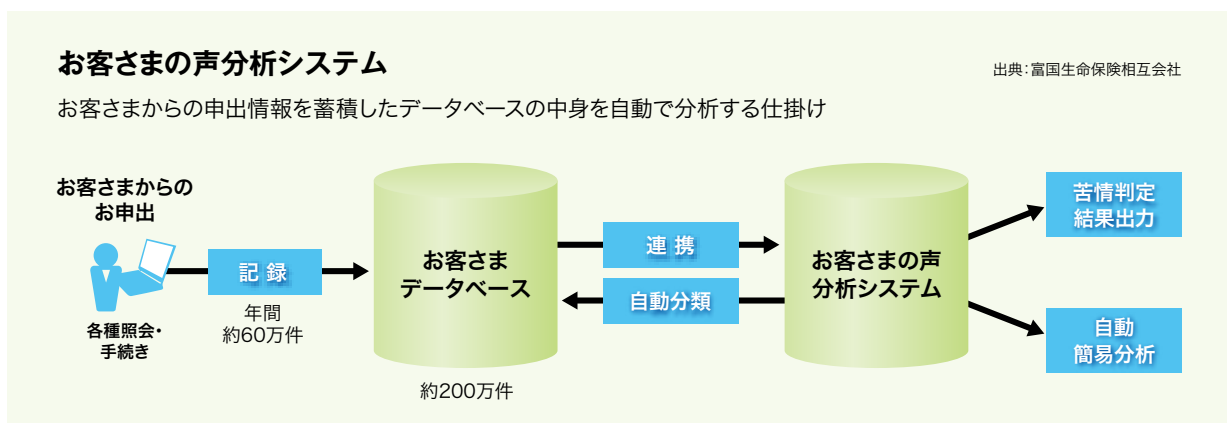 お客さまの声分析システム
出典:富国生命保険相互会社
お客さまからの申出情報を蓄積したデータベースの中身を自動で分析する仕掛け
お客さまからの
お申出
各種照会・
手続き
記録
年間
約60万件
お客さま
データベース
約200万件
連携
自動分類
お客さまの声
分析システム
苦情判定
結果出力
自動
簡易分析